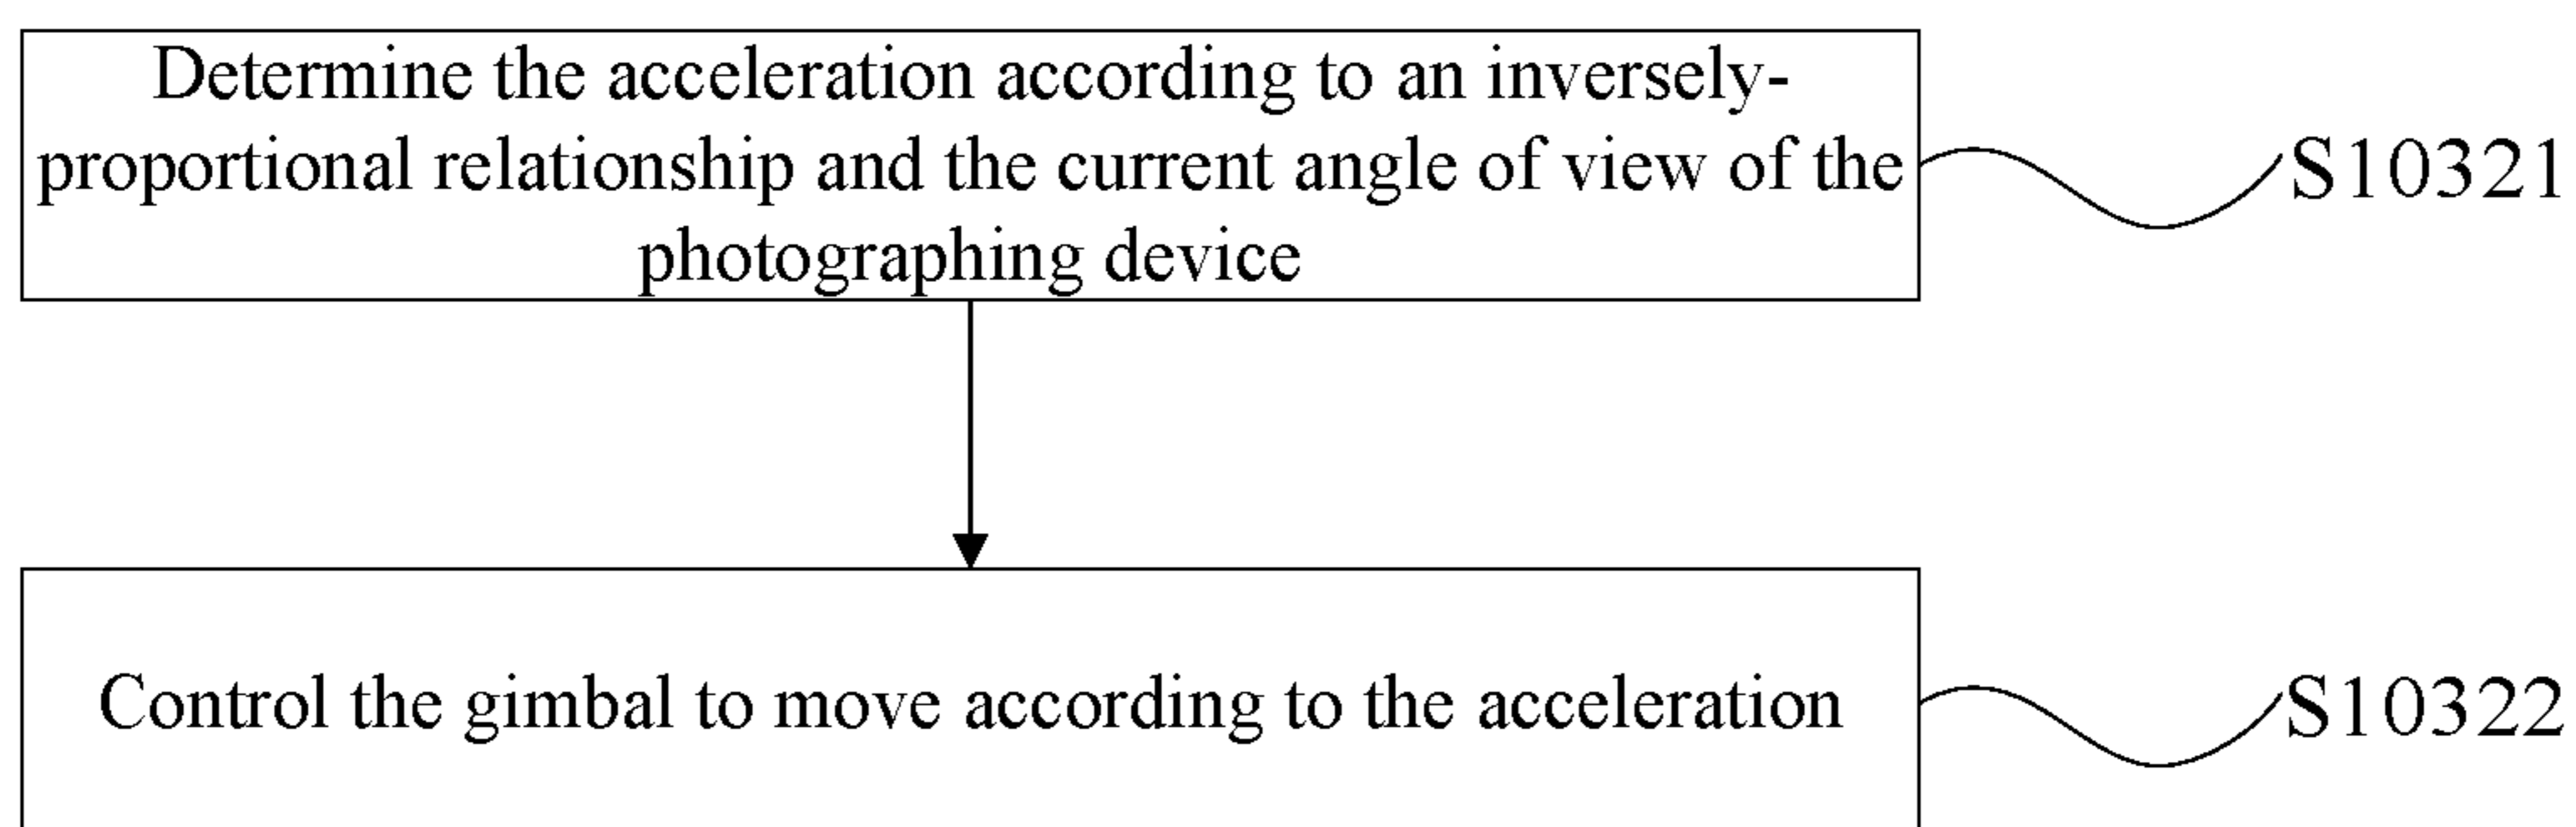 Determine the acceleration according to an inversely-
proportional relationship and the current angle of view of the
photographing device
S10321
Control the gimbal to move according to the acceleration
S10322